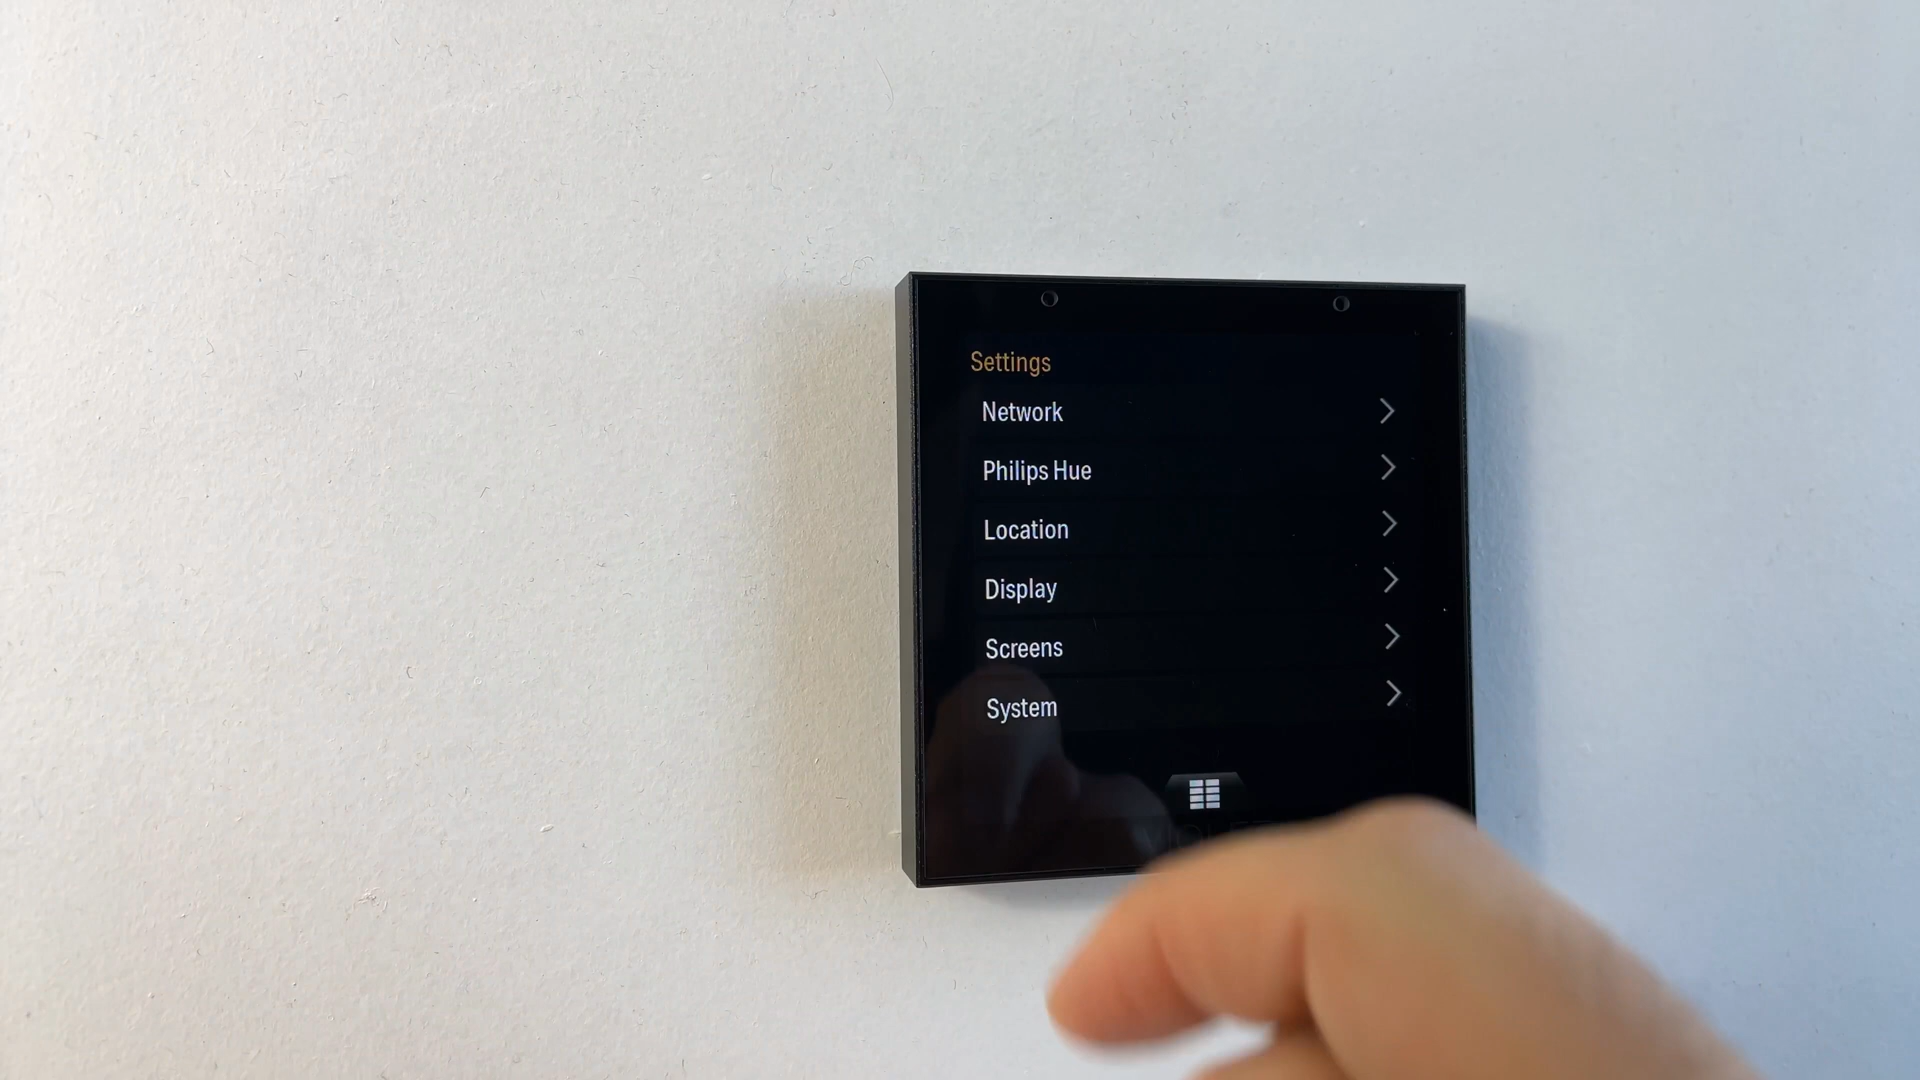 Settings
Network
Philips Hue
Location
Display
Screens
System